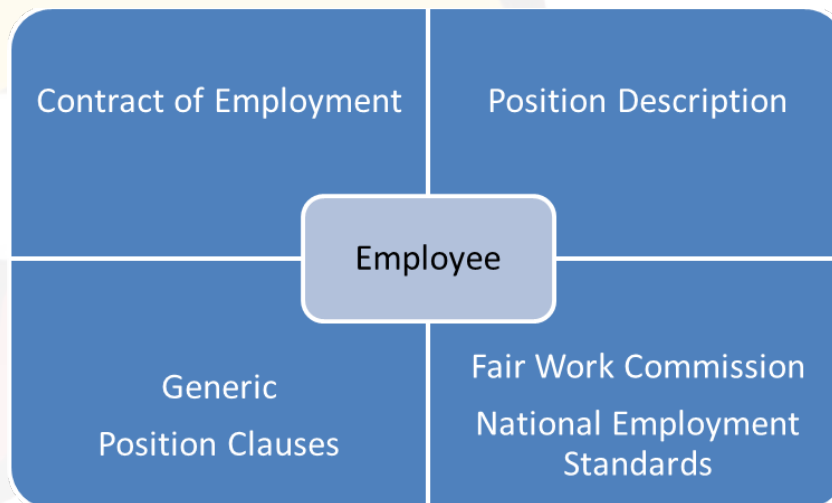 Contract of Employment
Position Description
Employee
Generic
Position Clauses
Fair Work Commission
National Employment
Standards